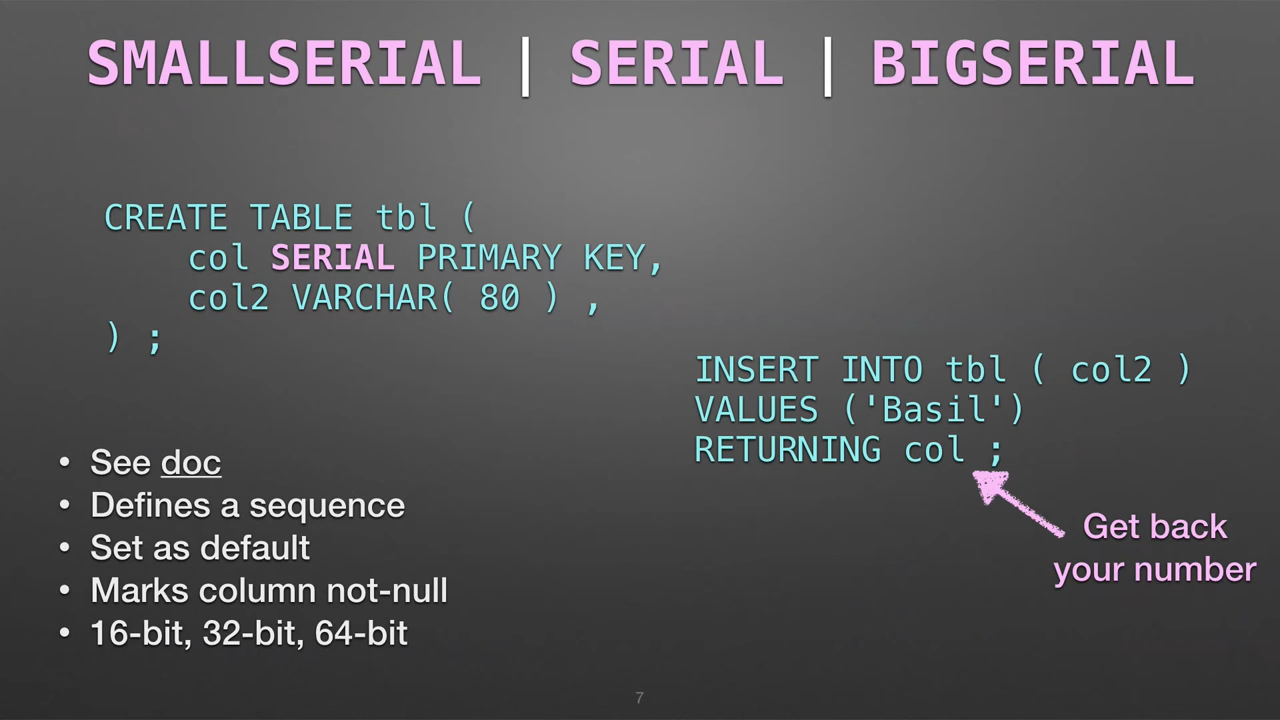 SMALLSERIAL | SERIAL | BIGSERIAL
CREATE TABLE tbl (
    col SERIAL PRIMARY KEY,
    col2 VARCHAR( 80 ) ,
) ;
INSERT INTO tbl ( col2 )
VALUES ('Basil')
RETURNING col ;
Get back
your number
• See doc
• Defines a sequence
• Set as default
• Marks column not-null
• 16-bit, 32-bit, 64-bit
7